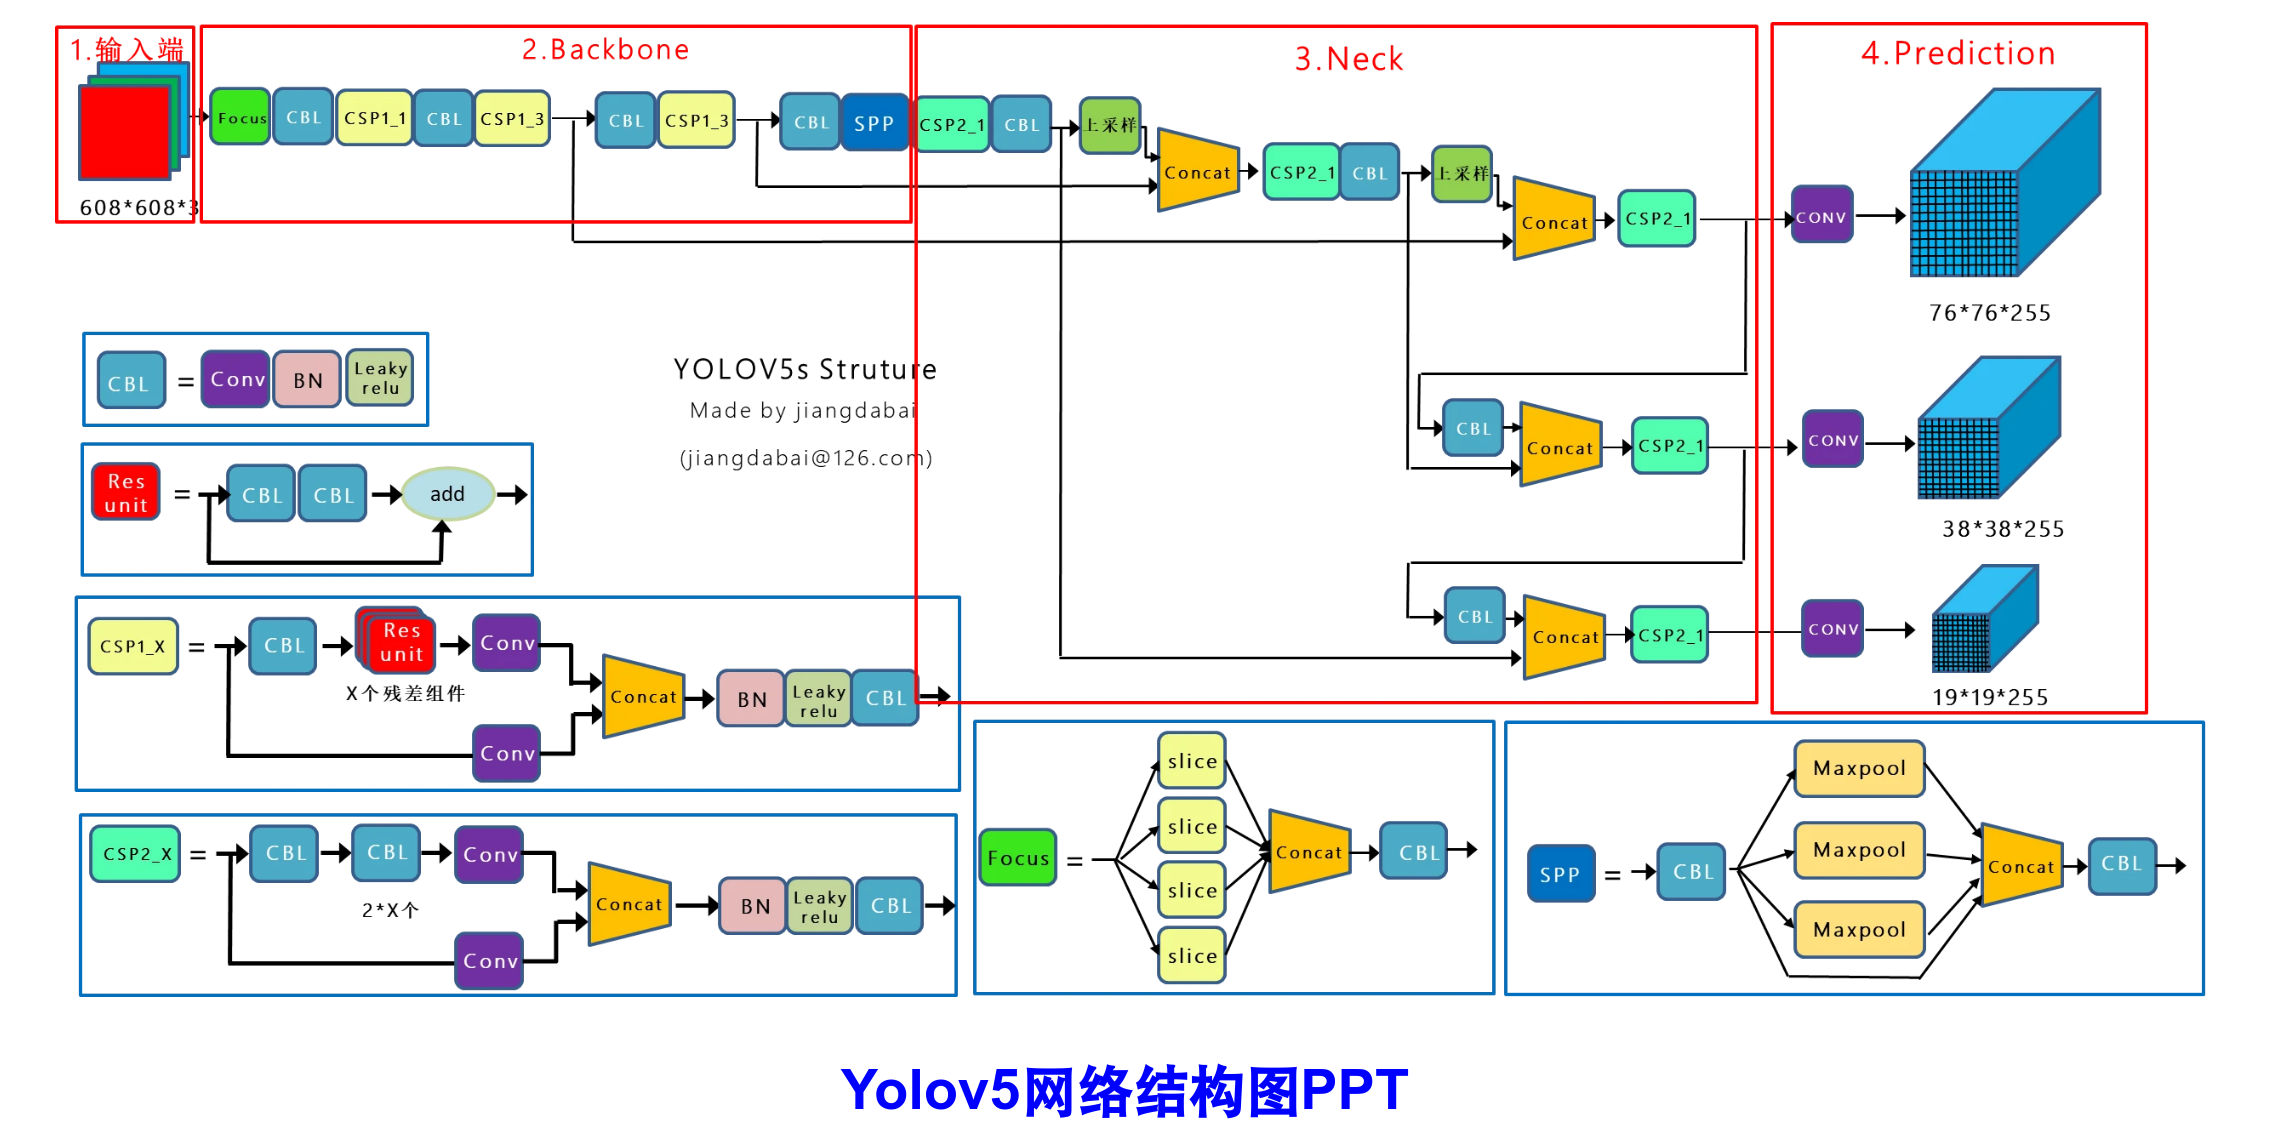 1.输入端
2.Backbone
3.Neck
4.Prediction
608*608*3
Focus
CBL
CSP1_1
CBL
CSP1_3
CBL
CSP1_3
CBL
SPP
CSP2_1
CBL
上采样
Concat
CSP2_1
CBL
上采样
Concat
CSP2_1
CONV
76*76*255
CBL
Concat
CSP2_1
CONV
38*38*255
CBL
Concat
CSP2_1
CONV
19*19*255
YOLOV5s Struture
Made by jiangdabai
(jiangdabai@126.com)
CBL
=
Conv
BN
Leaky
relu
Res
unit
=
CBL
CBL
add
CSP1_X
=
CBL
Res
unit
X个残差组件
Conv
Conv
Concat
BN
Leaky
relu
CBL
CSP2_X
=
CBL
CBL
2*X个
Conv
Conv
Concat
BN
Leaky
relu
CBL
Focus
=
slice
slice
slice
slice
Concat
CBL
SPP
=
CBL
Maxpool
Maxpool
Maxpool
Concat
CBL
Yolov5网络结构图PPT